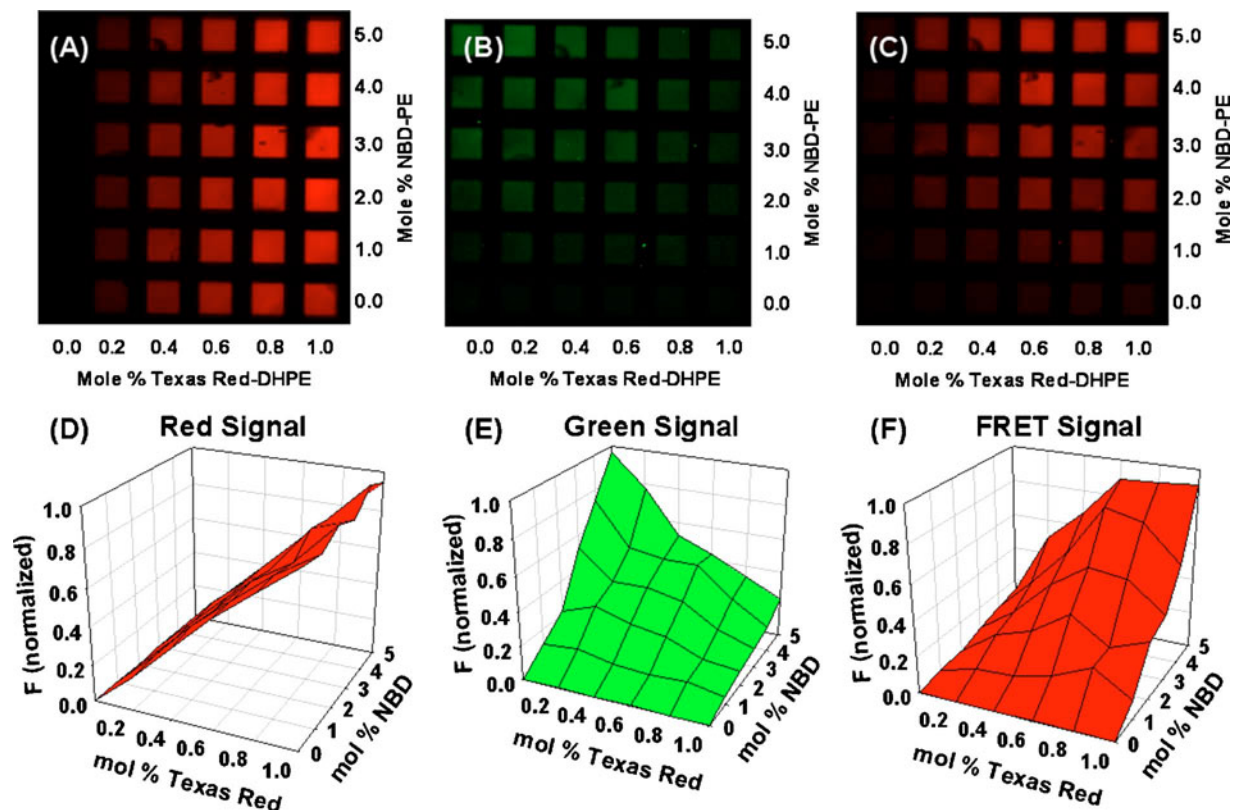 (A)
5.0
4.0
3.0
2.0
1.0
0.0
Mole % NBD-PE
0.0 0.2 0.4 0.6 0.8 1.0
Mole % Texas Red-DHPE
(B)
5.0
4.0
3.0
2.0
1.0
0.0
Mole % NBD-PE
0.0 0.2 0.4 0.6 0.8 1.0
Mole % Texas Red-DHPE
(C)
5.0
4.0
3.0
2.0
1.0
0.0
Mole % NBD-PE
0.0 0.2 0.4 0.6 0.8 1.0
Mole % Texas Red-DHPE
(D) Red Signal
F (normalized)
1.0
0.8
0.6
0.4
0.2
0.0
0.2 0.4 0.6 0.8 1.0
mol % Texas Red
0 1 2 3 4 5
mol % NBD
(E) Green Signal
F (normalized)
1.0
0.8
0.6
0.4
0.2
0.0
0.2 0.4 0.6 0.8 1.0
mol % Texas Red
0 1 2 3 4 5
mol % NBD
(F) FRET Signal
F (normalized)
1.0
0.8
0.6
0.4
0.2
0.0
0.2 0.4 0.6 0.8 1.0
mol % Texas Red
0 1 2 3 4 5
mol % NBD